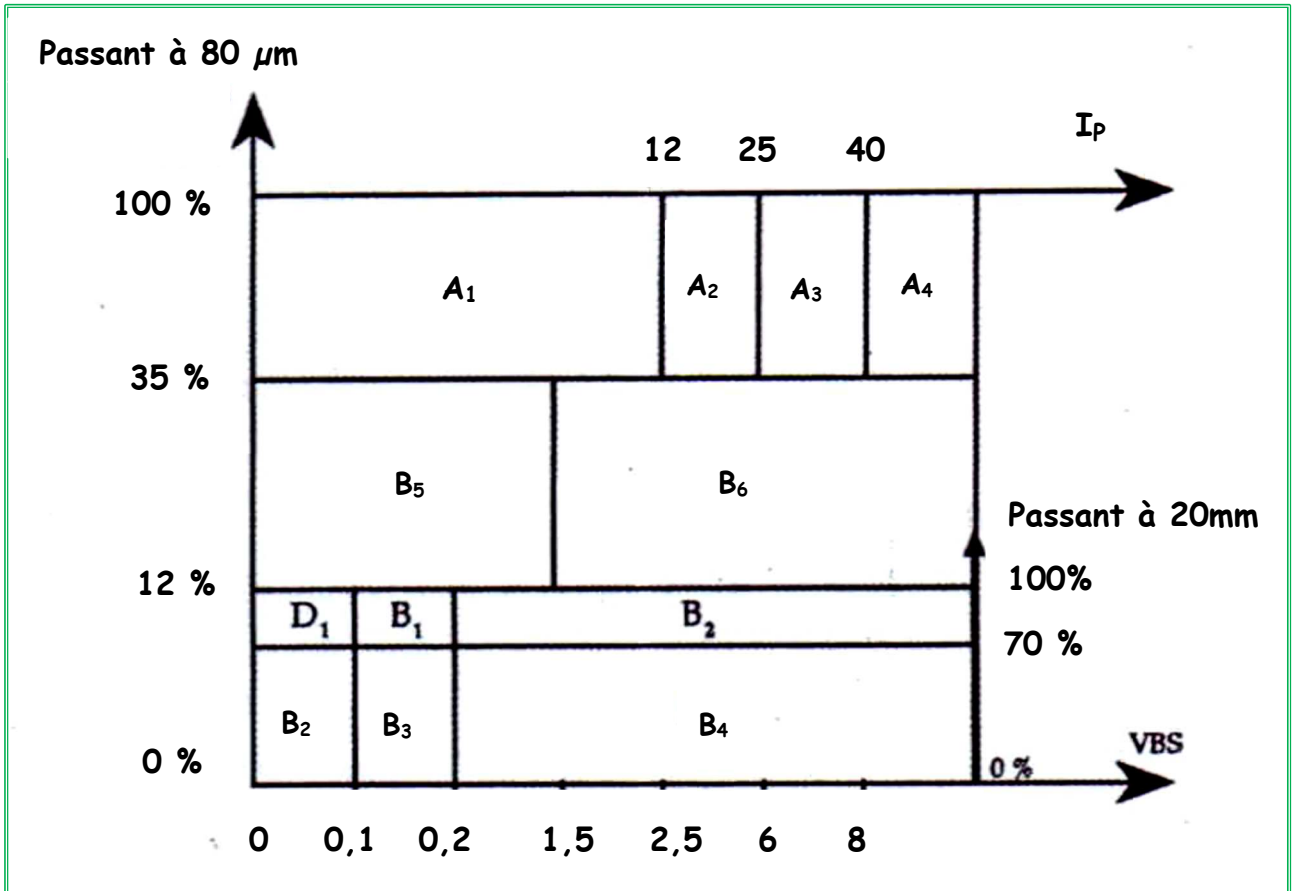 Passant à 80 µm
IP
12 25 40
100 %
A1 A2 A3 A4
35 %
B5 B6
Passant à 20mm
12 % 100%
D1 B1 B2
70 %
B2 B3 B4
VBS
0 % 0 %
0 0,1 0,2 1,5 2,5 6 8